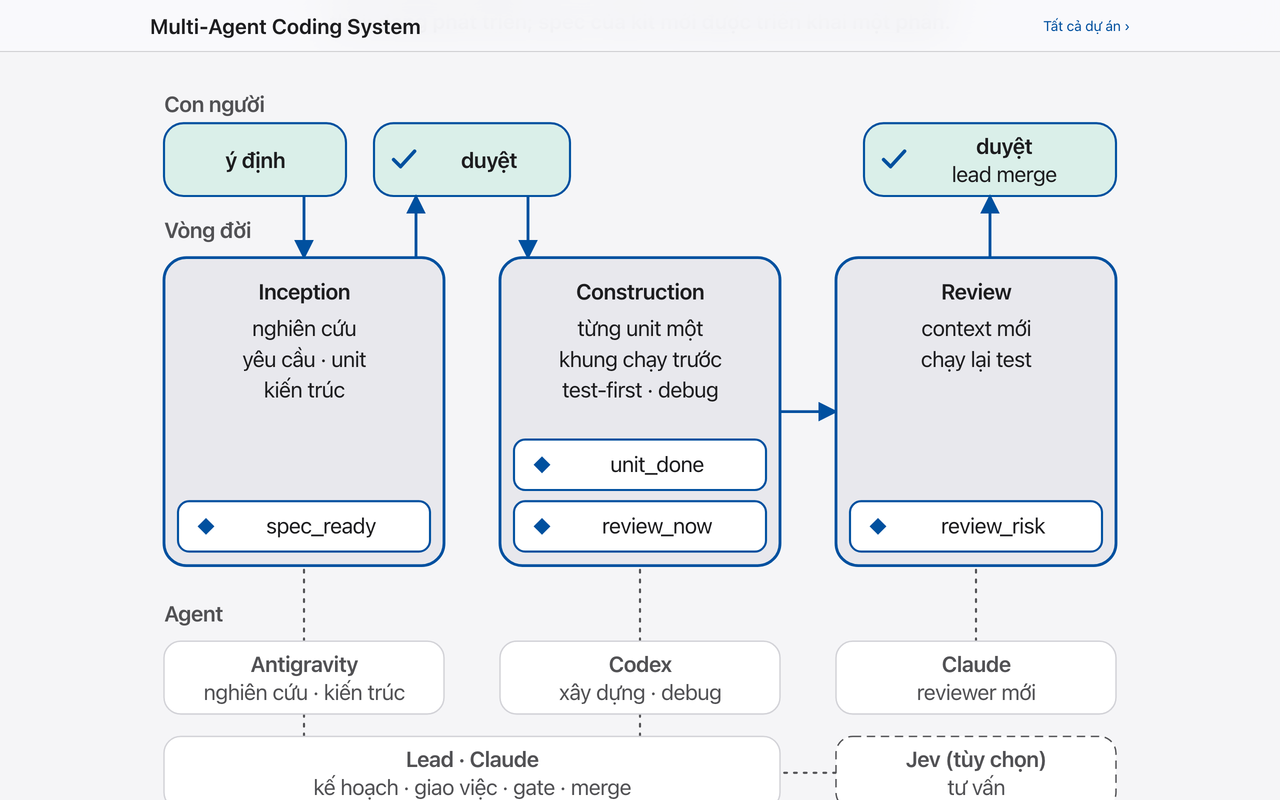 Multi-Agent Coding System
Tất cả dự án ›
Con người
ý định
duyệt
duyệt
lead merge
Vòng đời
Inception
nghiên cứu
yêu cầu · unit
kiến trúc
spec_ready
Construction
từng unit một
khung chạy trước
test-first · debug
unit_done
review_now
Review
context mới
chạy lại test
review_risk
Agent
Antigravity
nghiên cứu · kiến trúc
Codex
xây dựng · debug
Claude
reviewer mới
Lead · Claude
kế hoạch · giao việc · gate · merge
Jev (tùy chọn)
tư vấn